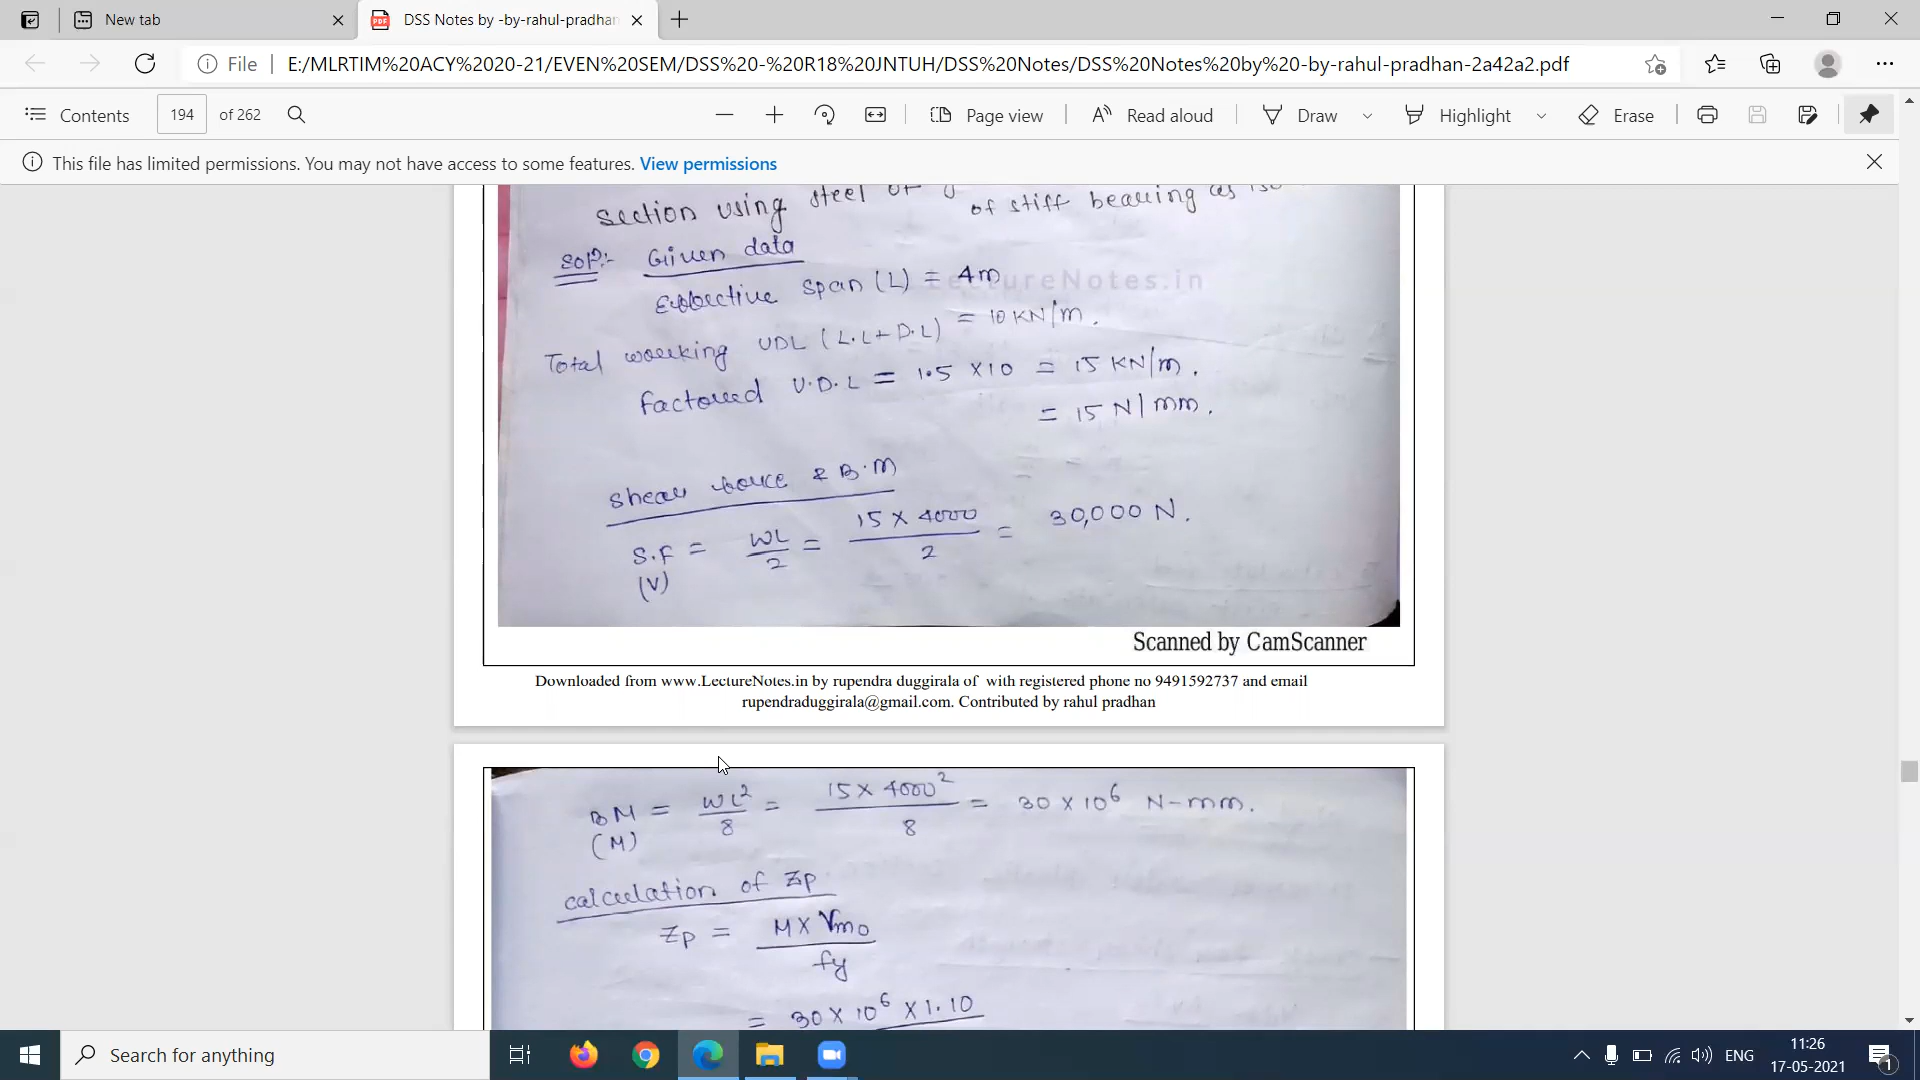 New tab
DSS Notes by -by-rahul-pradhan
File
E:/MLRTIM%20ACY%2020-21/EVEN%20SEM/DSS%20-%20R18%20JNTUH/DSS%20Notes/DSS%20Notes%20by%20-by-rahul-pradhan-2a42a2.pdf
Contents 194 of 262 Page view Read aloud Draw Highlight Erase
This file has limited permissions. You may not have access to some features. View permissions
section using steel of of stiff bearing as
Sol:- Given data
Effective span (L) = 4m
LectureNotes.in
Total working UDL (L.L+D.L) = 10 KN/m.
factored U.D.L = 1.5 X10 = 15 KN/m.
= 15 N/mm.
Shear force & B.M
S.F = WL/2 = 15 X 4000/2 = 30,000 N.
(V)
Scanned by CamScanner
Downloaded from www.LectureNotes.in by rupendra duggirala of with registered phone no 9491592737 and email
rupendraduggirala@gmail.com. Contributed by rahul pradhan
BM = WL²/8 = 15 X 4000²/8 = 30 X 10⁶ N-mm.
(M)
calculation of Zp
Zp = M X γmo/fy
= 30 X 10⁶ X 1.10
Search for anything
ENG
11:26
17-05-2021
1